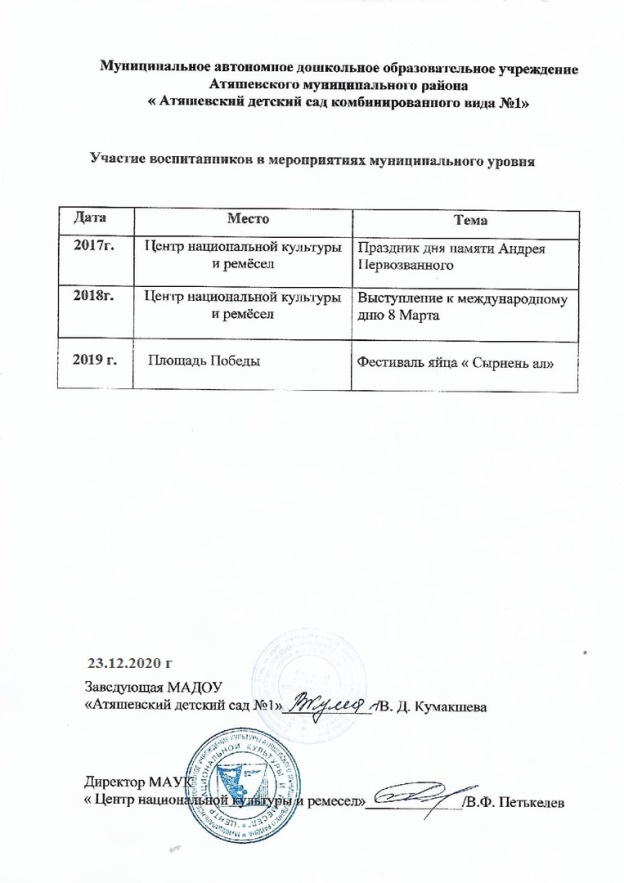 Муниципальное автономное дошкольное образовательное учреждение
Атяшевского муниципального района
« Атяшевский детский сад комбинированного вида №1»
Участие воспитанников в мероприятиях муниципального уровня
Дата Место Тема
2017г. Центр национальной культуры и ремёсел Праздник дня памяти Андрея Первозванного
2018г. Центр национальной культуры и ремёсел Выступление к международному дню 8 Марта
2019 г. Площадь Победы Фестиваль яйца « Сырнень ал»
23.12.2020 г
Заведующая МАДОУ
«Атяшевский детский сад №1» /В. Д. Кумакшева
Директор МАУК
« Центр национальной культуры и ремесел» /В.Ф. Петькелев